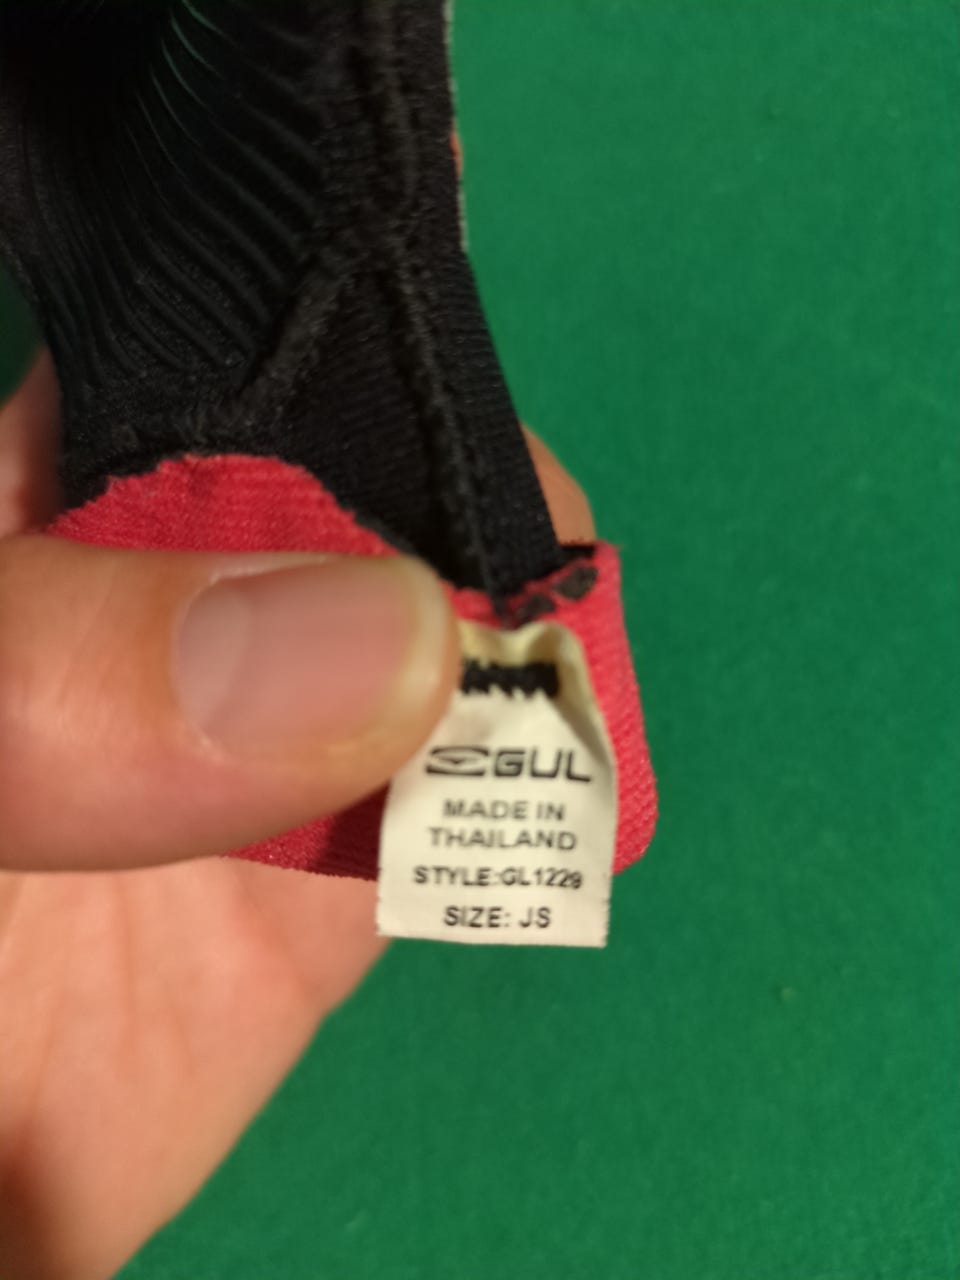 GUL
MADE IN
THAILAND
STYLE:GL1229
SIZE: JS